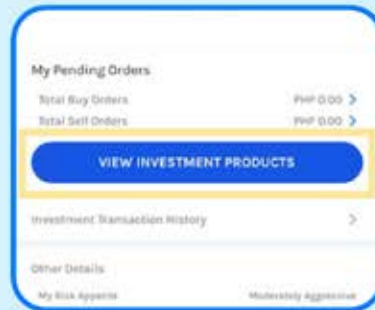 My Pending Orders
Total Buy Orders PHP 0.00 >
Total Sell Orders PHP 0.00 >
VIEW INVESTMENT PRODUCTS
Investment Transaction History >
Other Details
My Risk Appetite Moderately Aggressive